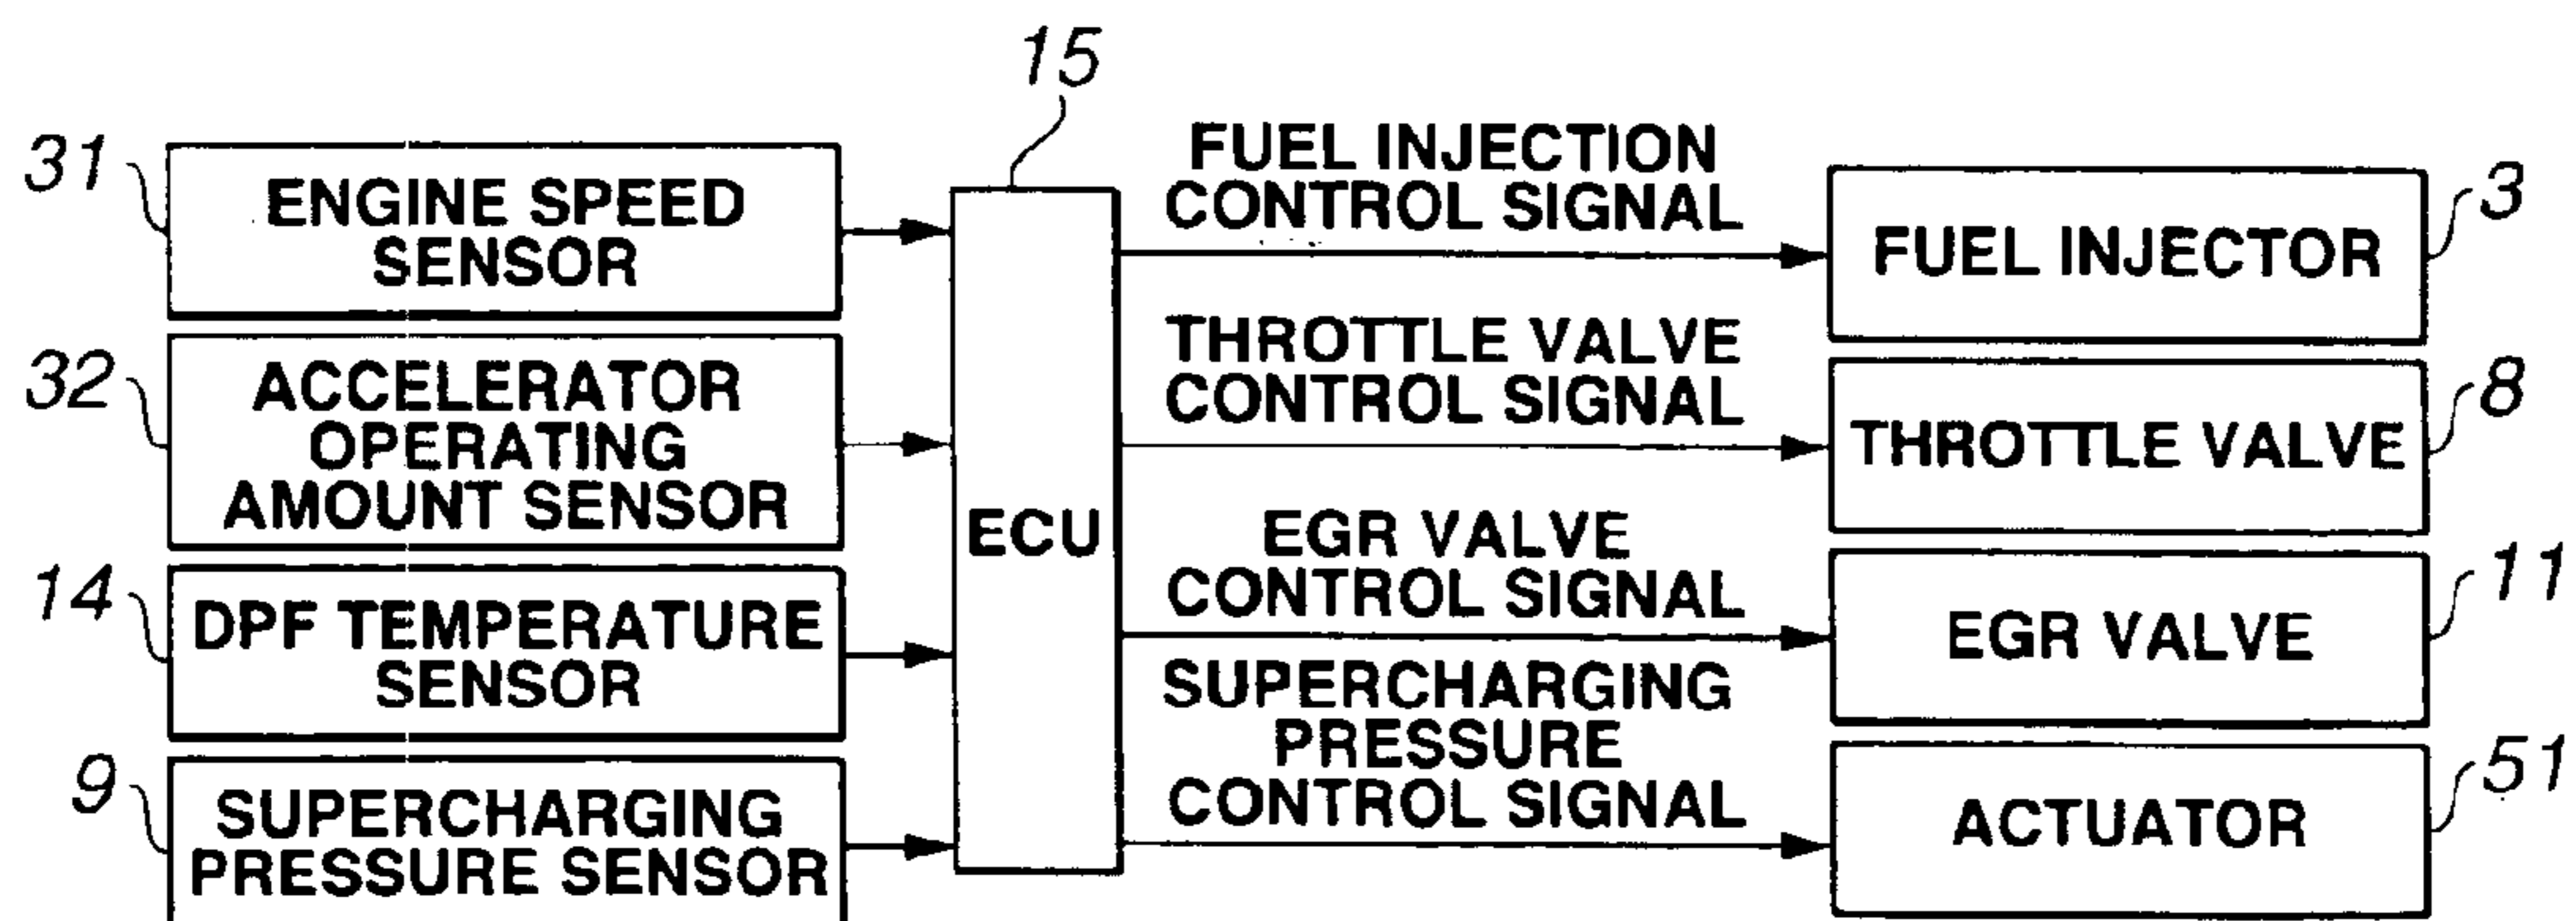 15
31
ENGINE SPEED
SENSOR
32
ACCELERATOR
OPERATING
AMOUNT SENSOR
14
DPF TEMPERATURE
SENSOR
9
SUPERCHARGING
PRESSURE SENSOR
ECU
FUEL INJECTION
CONTROL SIGNAL
THROTTLE VALVE
CONTROL SIGNAL
EGR VALVE
CONTROL SIGNAL
SUPERCHARGING
PRESSURE
CONTROL SIGNAL
FUEL INJECTOR
3
THROTTLE VALVE
8
EGR VALVE
11
ACTUATOR
51